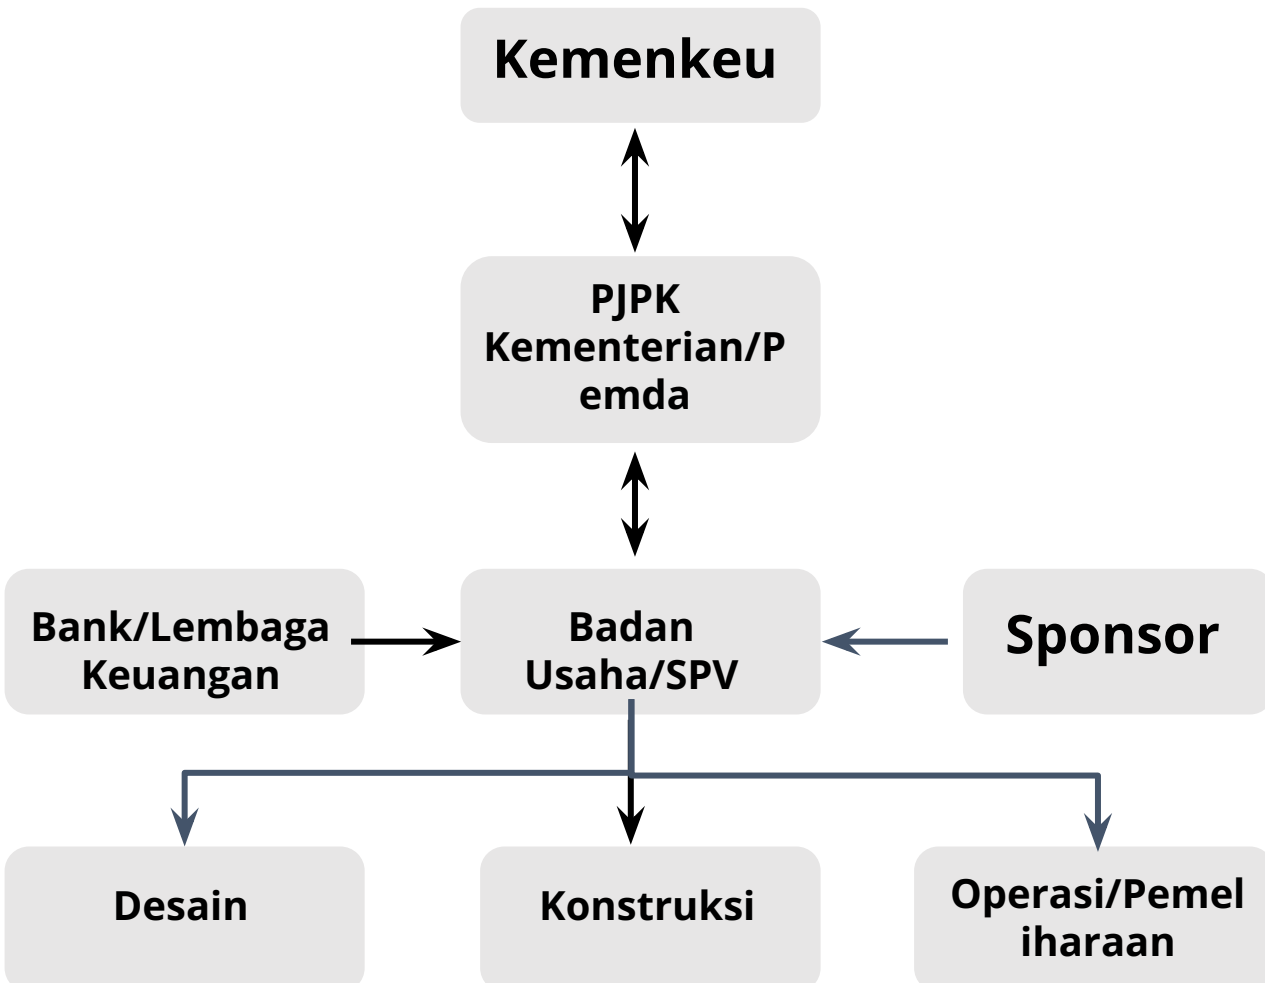 Kemenkeu
PJPK
Kementerian/P
emda
Bank/Lembaga
Keuangan
Badan
Usaha/SPV
Sponsor
Desain
Konstruksi
Operasi/Pemel
iharaan